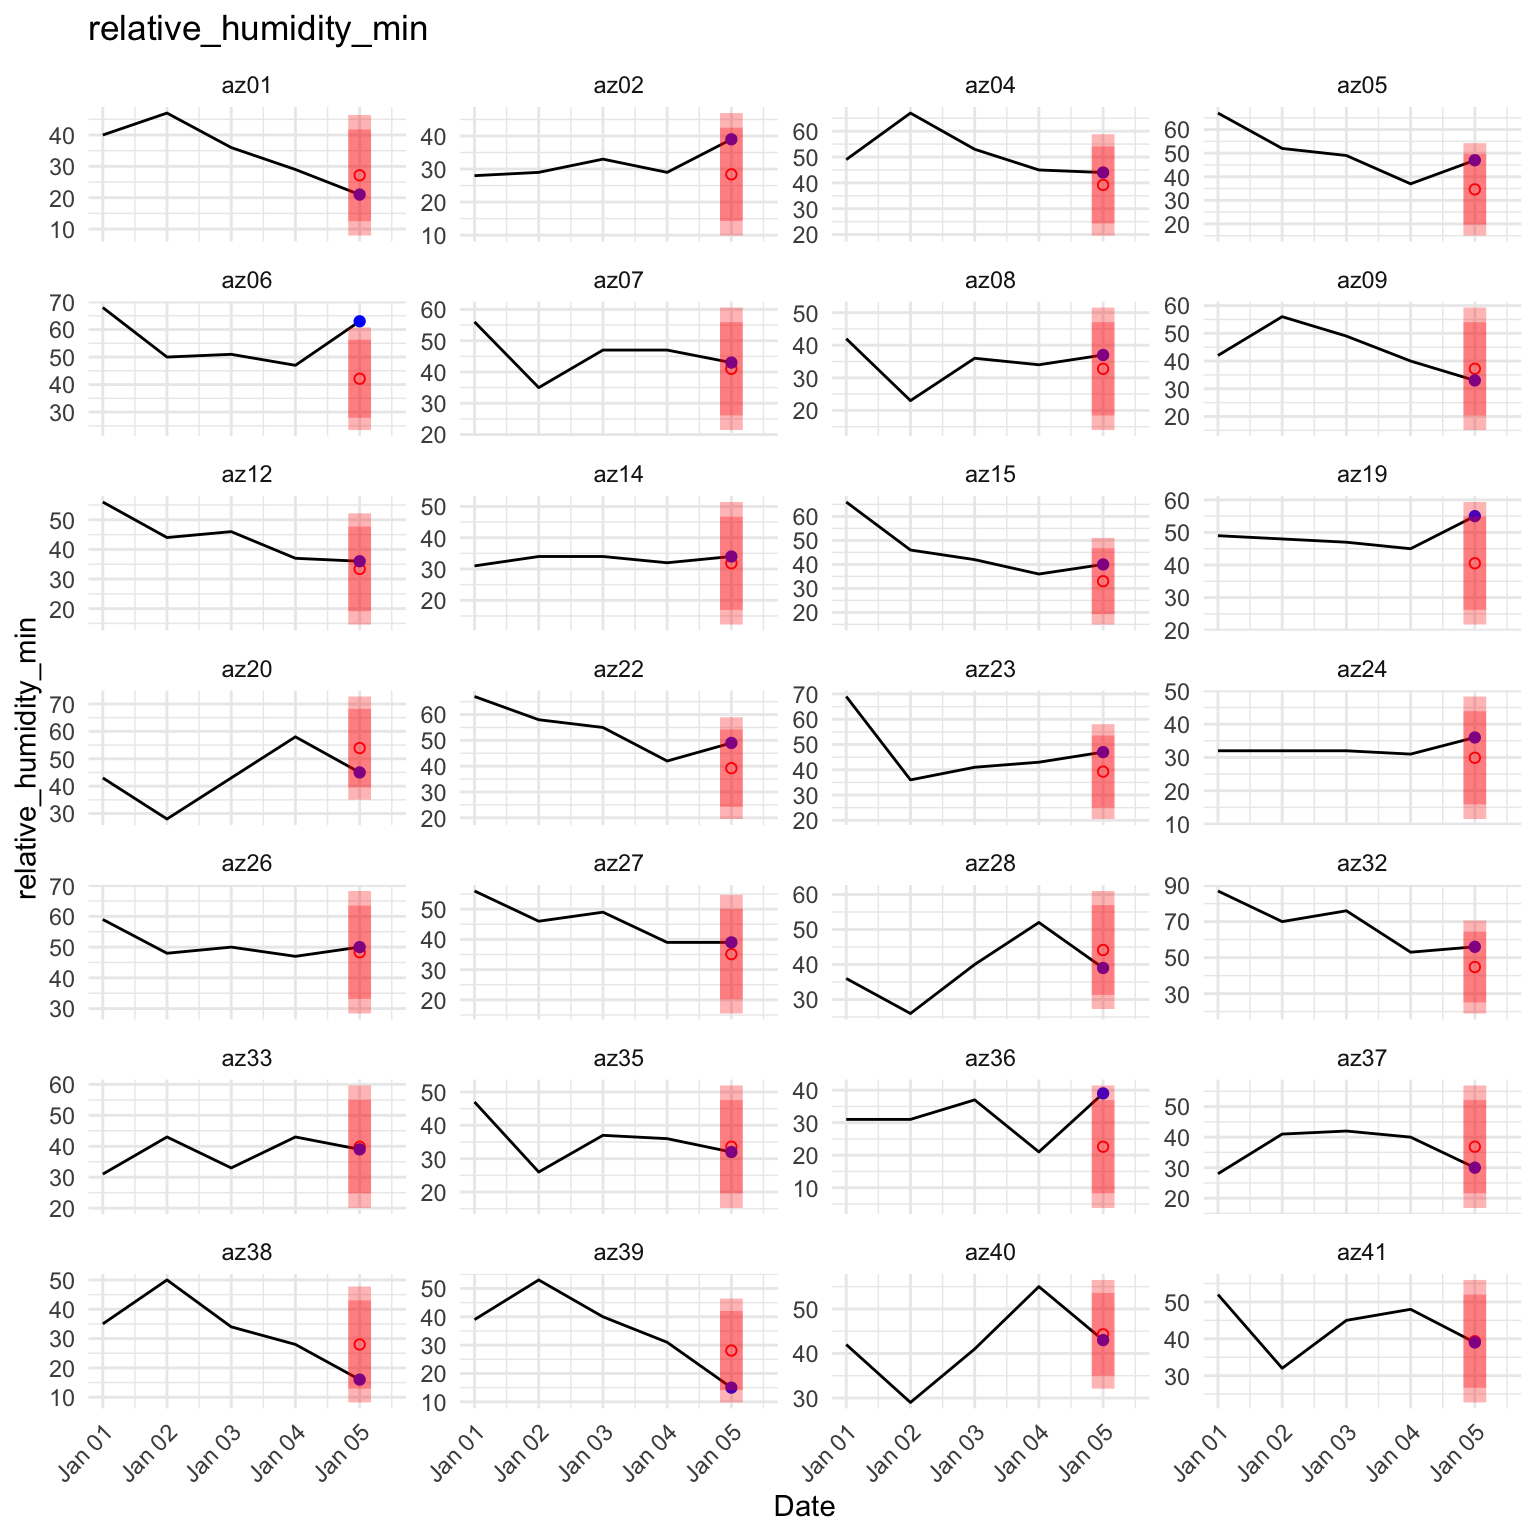 relative_humidity_min
az01 az02 az04 az05
40 30 20 10
40 30 20 10
60 50 40 30 20
60 50 40 30 20
az06 az07 az08 az09
70 60 50 40 30
60 50 40 30 20
50 40 30 20
60 50 40 30 20
az12 az14 az15 az19
50 40 30 20
50 40 30 20
60 50 40 30 20
60 50 40 30 20
az20 az22 az23 az24
70 60 50 40 30
60 50 40 30 20
70 60 50 40 30 20
50 40 30 20 10
relative_humidity_min
az26 az27 az28 az32
70 60 50 40 30
50 40 30 20
60 50 40 30
90 70 50 30
az33 az35 az36 az37
60 50 40 30 20
50 40 30 20
40 30 20 10
50 40 30 20
az38 az39 az40 az41
50 40 30 20 10
50 40 30 20 10
50 40 30
50 40 30
Jan 01 Jan 02 Jan 03 Jan 04 Jan 05
Jan 01 Jan 02 Jan 03 Jan 04 Jan 05
Jan 01 Jan 02 Jan 03 Jan 04 Jan 05
Jan 01 Jan 02 Jan 03 Jan 04 Jan 05
Date